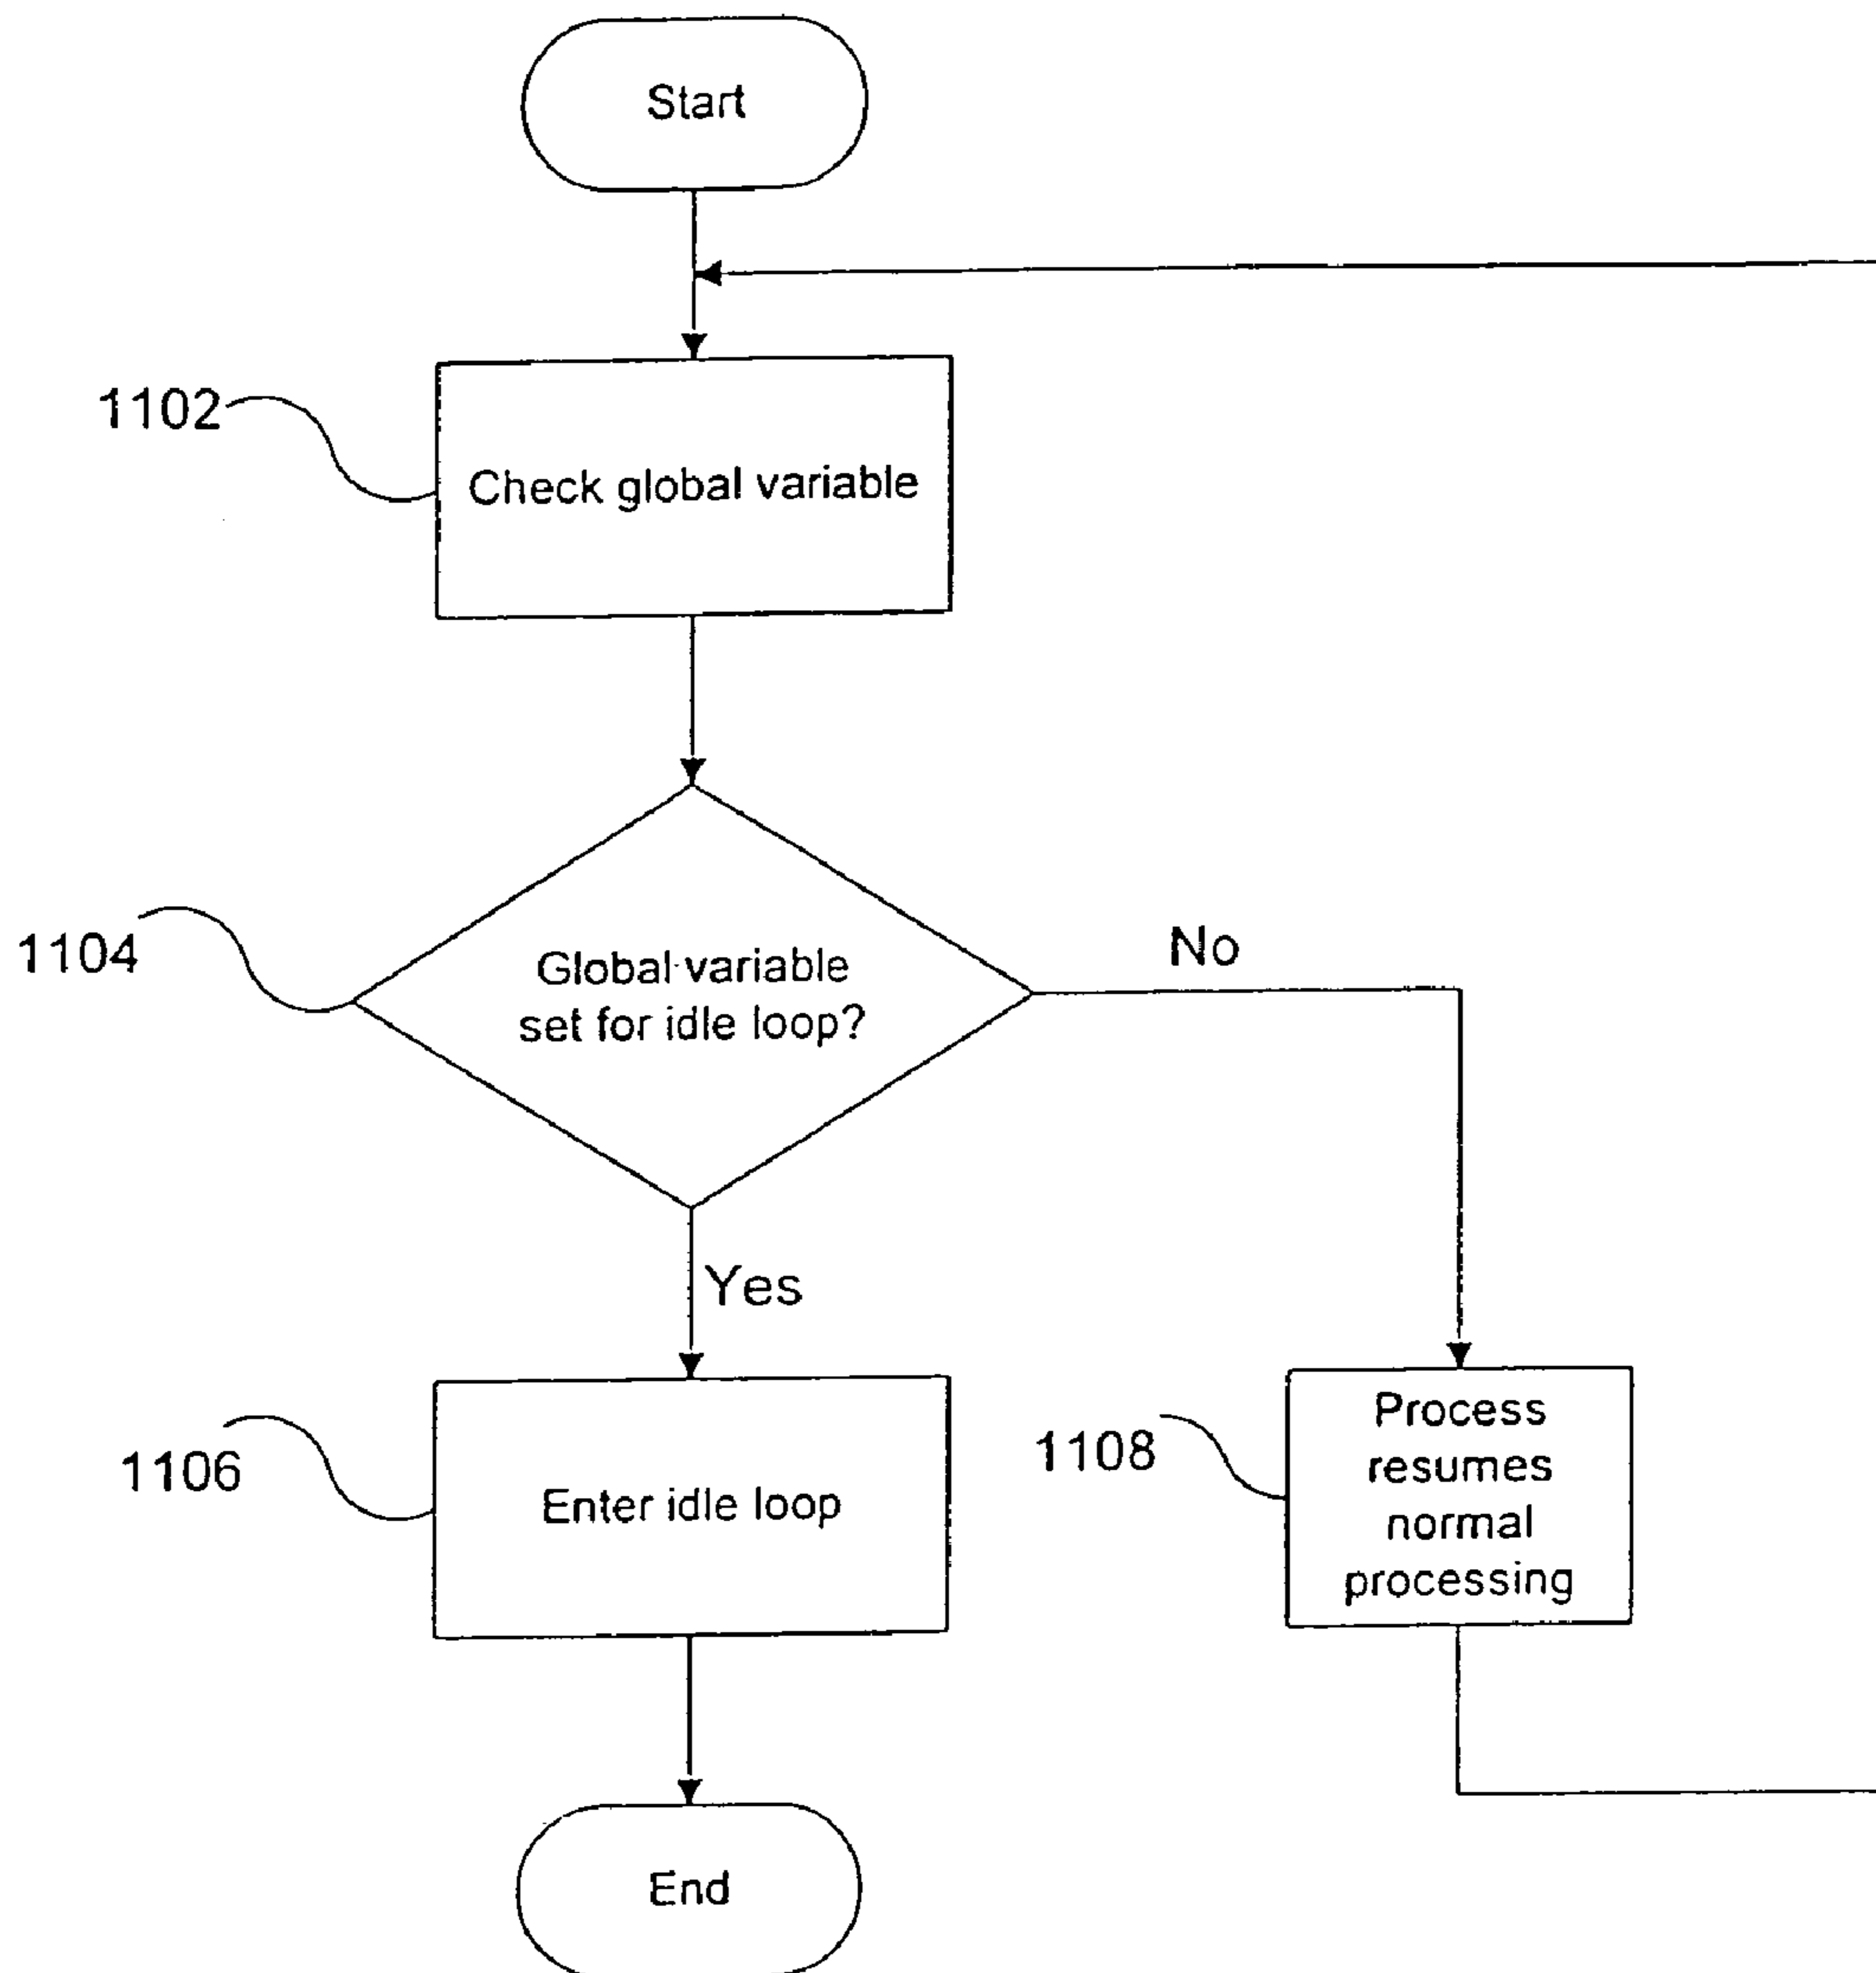 Start
1102
Check global variable
1104
Global variable
set for idle loop?
No
Yes
1106
Enter idle loop
1108
Process
resumes
normal
processing
End